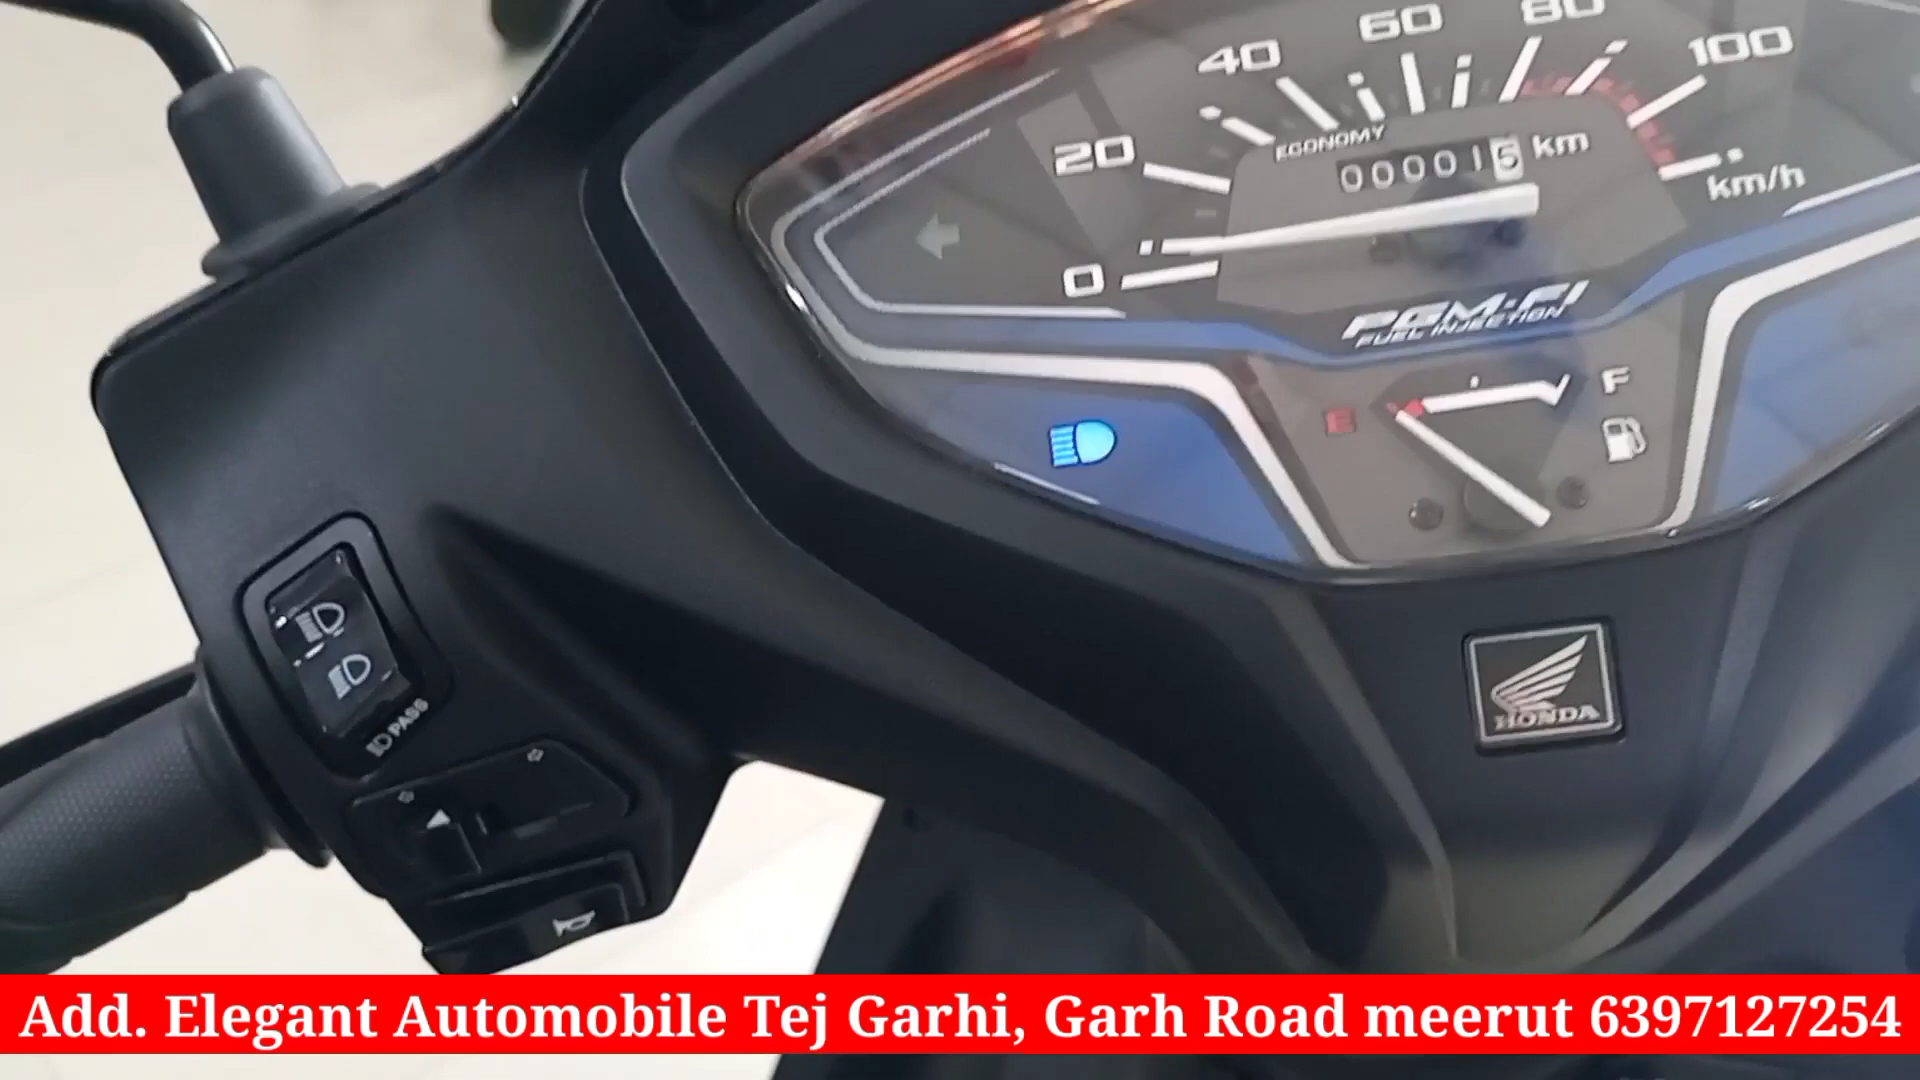 60 80
40 100
20 ECONOMY 000015 km
km/h
0
PGM-FI
FUEL INJECTION
E F
PASS
HONDA
Add. Elegant Automobile Tej Garhi, Garh Road meerut 6397127254